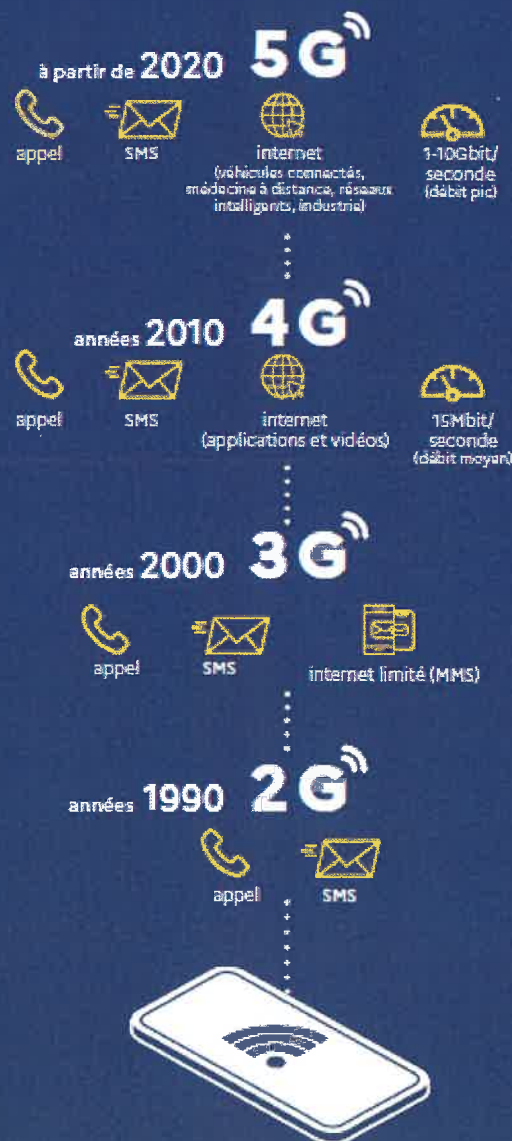 à partir de 2020 5G
appel
SMS
internet
(véhicules connectés,
médecine à distance, réseaux
intelligents, industrie)
1-10Gbit/
seconde
(débit pic)
années 2010 4G
appel
SMS
internet
(applications et vidéos)
15Mbit/
seconde
(débit moyen)
années 2000 3G
appel
SMS
internet limité (MMS)
années 1990 2G
appel
SMS